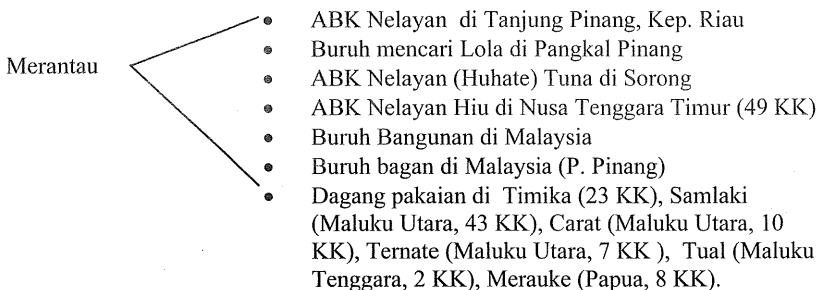 Merantau
• ABK Nelayan di Tanjung Pinang, Kep. Riau
• Buruh mencari Lola di Pangkal Pinang
• ABK Nelayan (Huhate) Tuna di Sorong
• ABK Nelayan Hiu di Nusa Tenggara Timur (49 KK)
• Buruh Bangunan di Malaysia
• Buruh bagan di Malaysia (P. Pinang)
• Dagang pakaian di Timika (23 KK), Samlaki
(Maluku Utara, 43 KK), Carat (Maluku Utara, 10
KK), Ternate (Maluku Utara, 7 KK ), Tual (Maluku
Tenggara, 2 KK), Merauke (Papua, 8 KK).